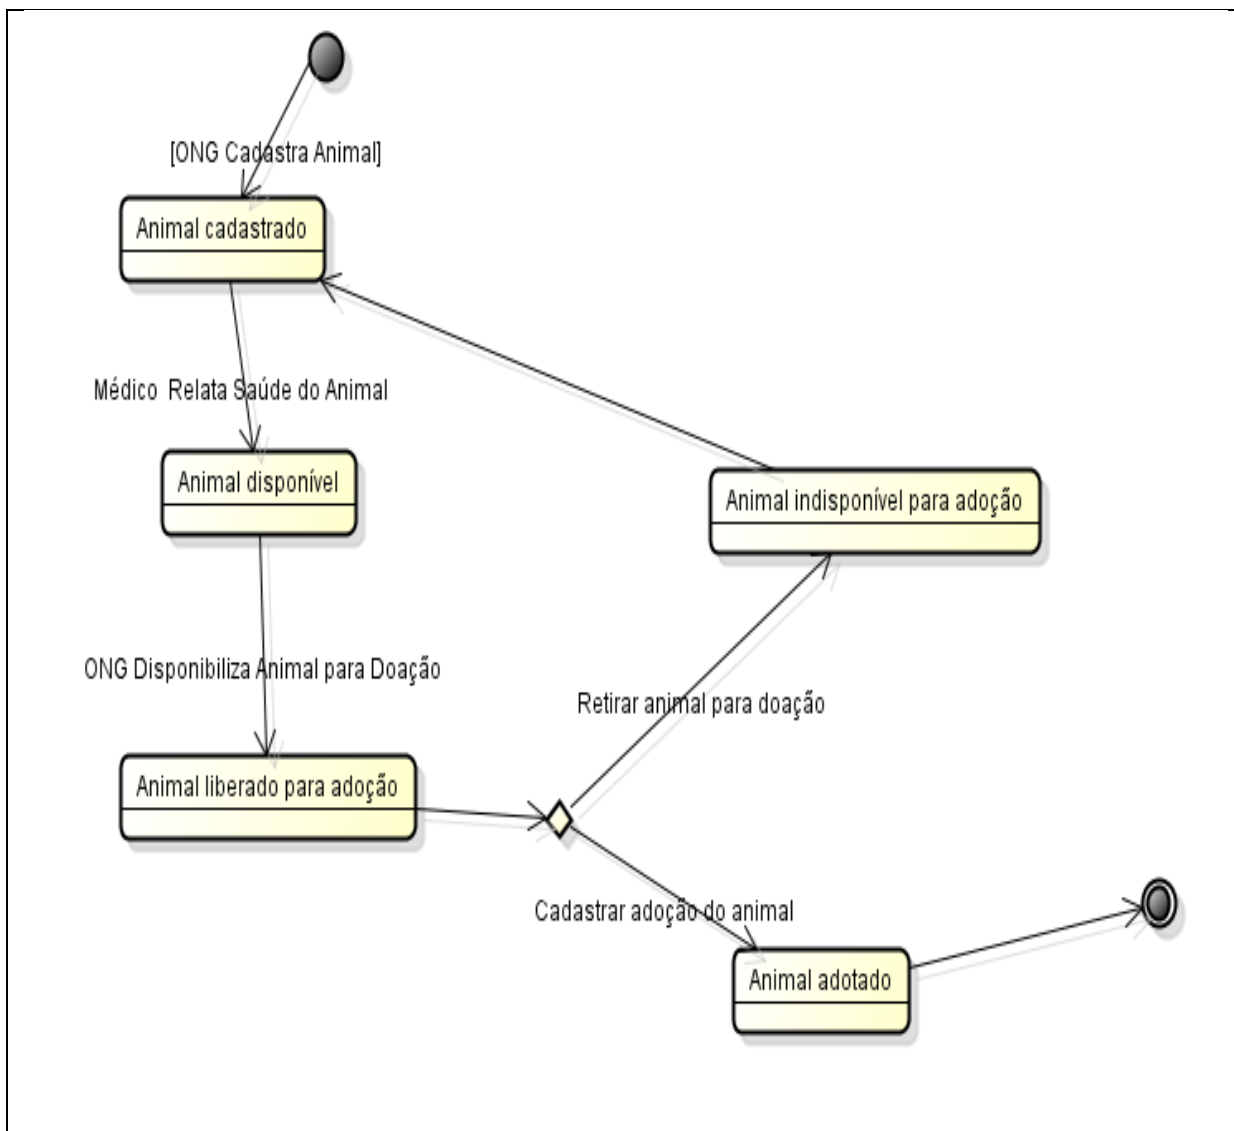 [ONG Cadastra Animal]
Animal cadastrado
Médico  Relata Saúde do Animal
Animal disponível
Animal indisponível para adoção
ONG Disponibiliza Animal para Doação
Retirar animal para doação
Animal liberado para adoção
Cadastrar adoção do animal
Animal adotado